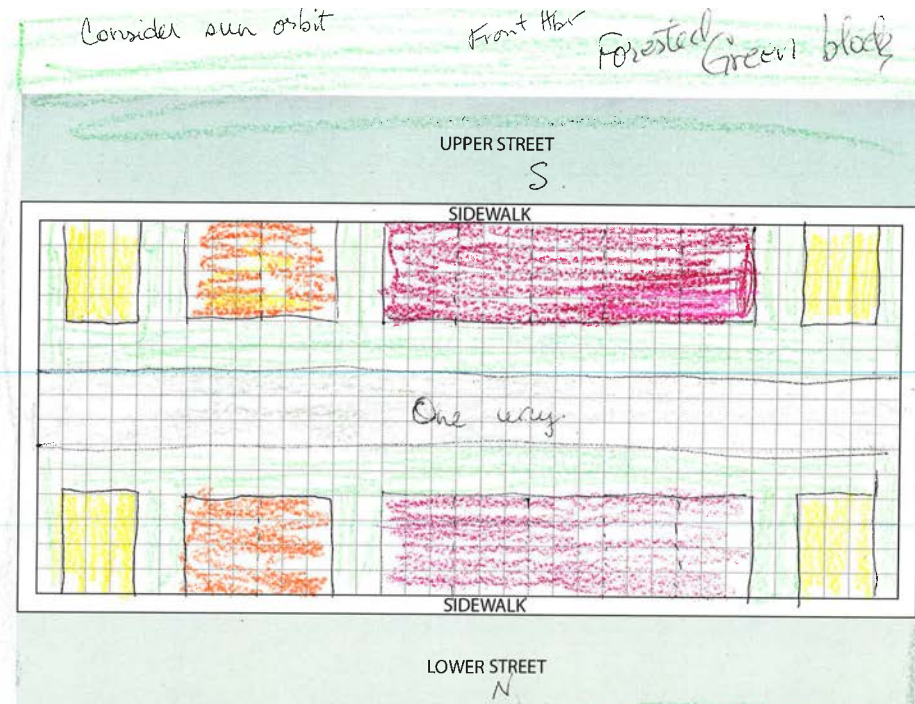 Consider sun orbit
Front Hbr
Forested Green block
UPPER STREET
S
SIDEWALK
One way
SIDEWALK
LOWER STREET
N